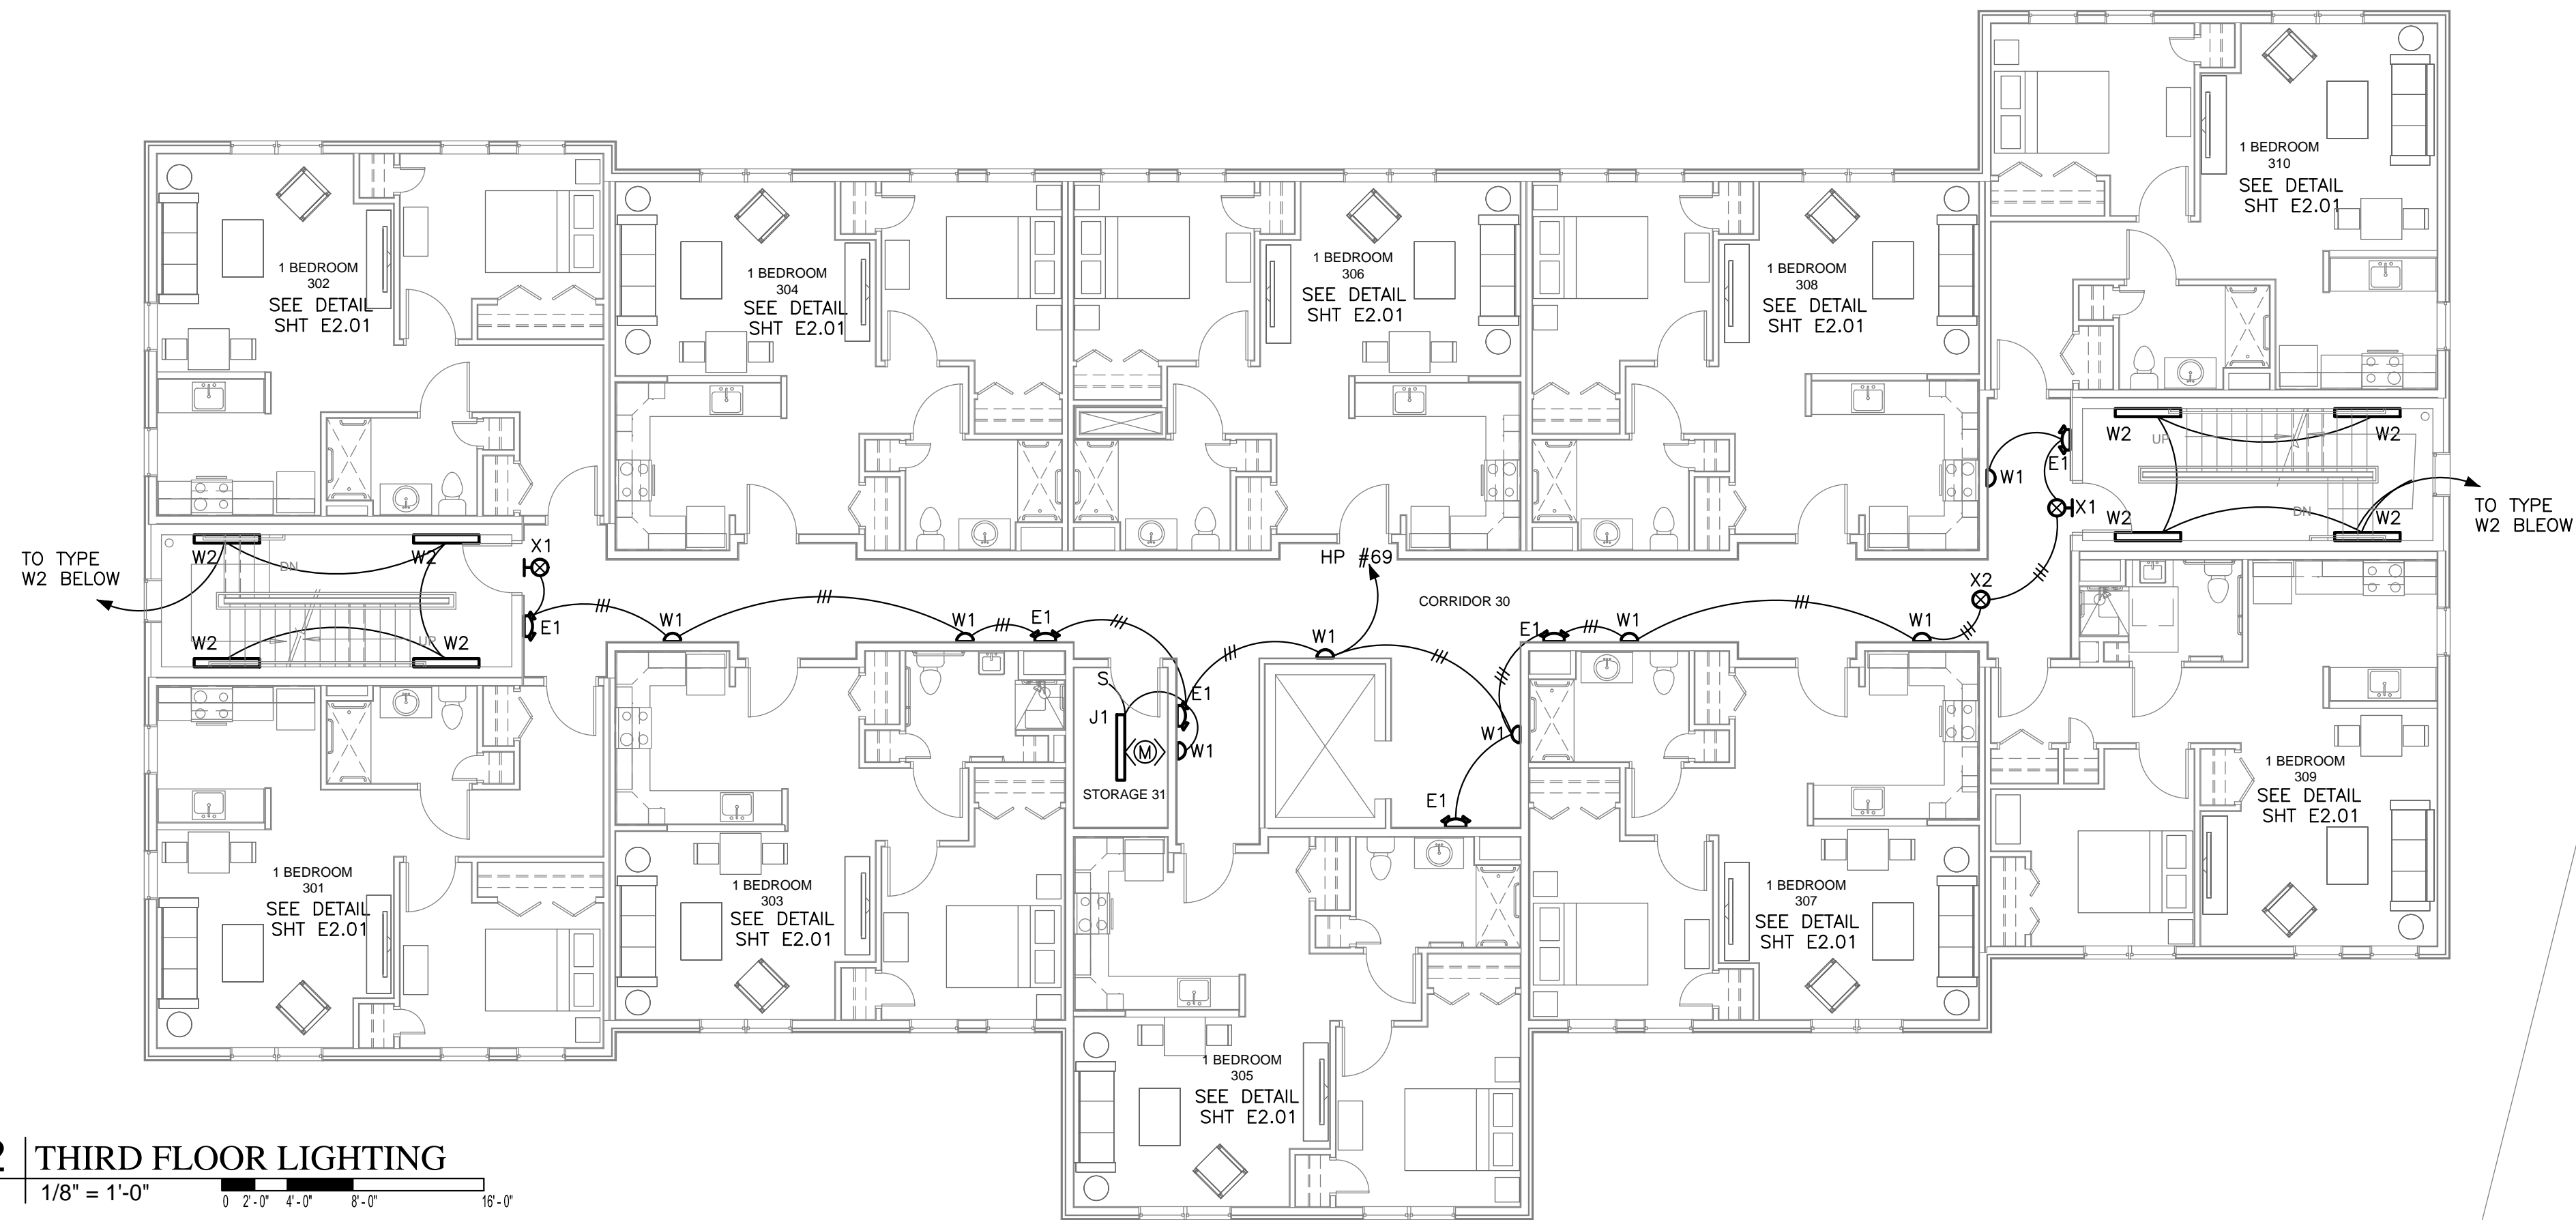 1 BEDROOM
310
SEE DETAIL
SHT E2.01
1 BEDROOM
302
SEE DETAIL
SHT E2.01
1 BEDROOM
304
SEE DETAIL
SHT E2.01
1 BEDROOM
306
SEE DETAIL
SHT E2.01
1 BEDROOM
308
SEE DETAIL
SHT E2.01
W2
UP
W2
E1
W1
X1
W2
DN
W2
TO TYPE
W2 BLEOW
TO TYPE
W2 BELOW
W2
DN
W2
X1
HP #69
X2
CORRIDOR 30
W2
UP
W2
E1
W1
W1
E1
W1
E1
W1
W1
S
E1
J1
M
W1
W1
STORAGE 31
E1
1 BEDROOM
309
SEE DETAIL
SHT E2.01
1 BEDROOM
301
SEE DETAIL
SHT E2.01
1 BEDROOM
303
SEE DETAIL
SHT E2.01
1 BEDROOM
307
SEE DETAIL
SHT E2.01
1 BEDROOM
305
SEE DETAIL
SHT E2.01
2
THIRD FLOOR LIGHTING
1/8" = 1'-0"
0 2'-0" 4'-0" 8'-0" 16'-0"